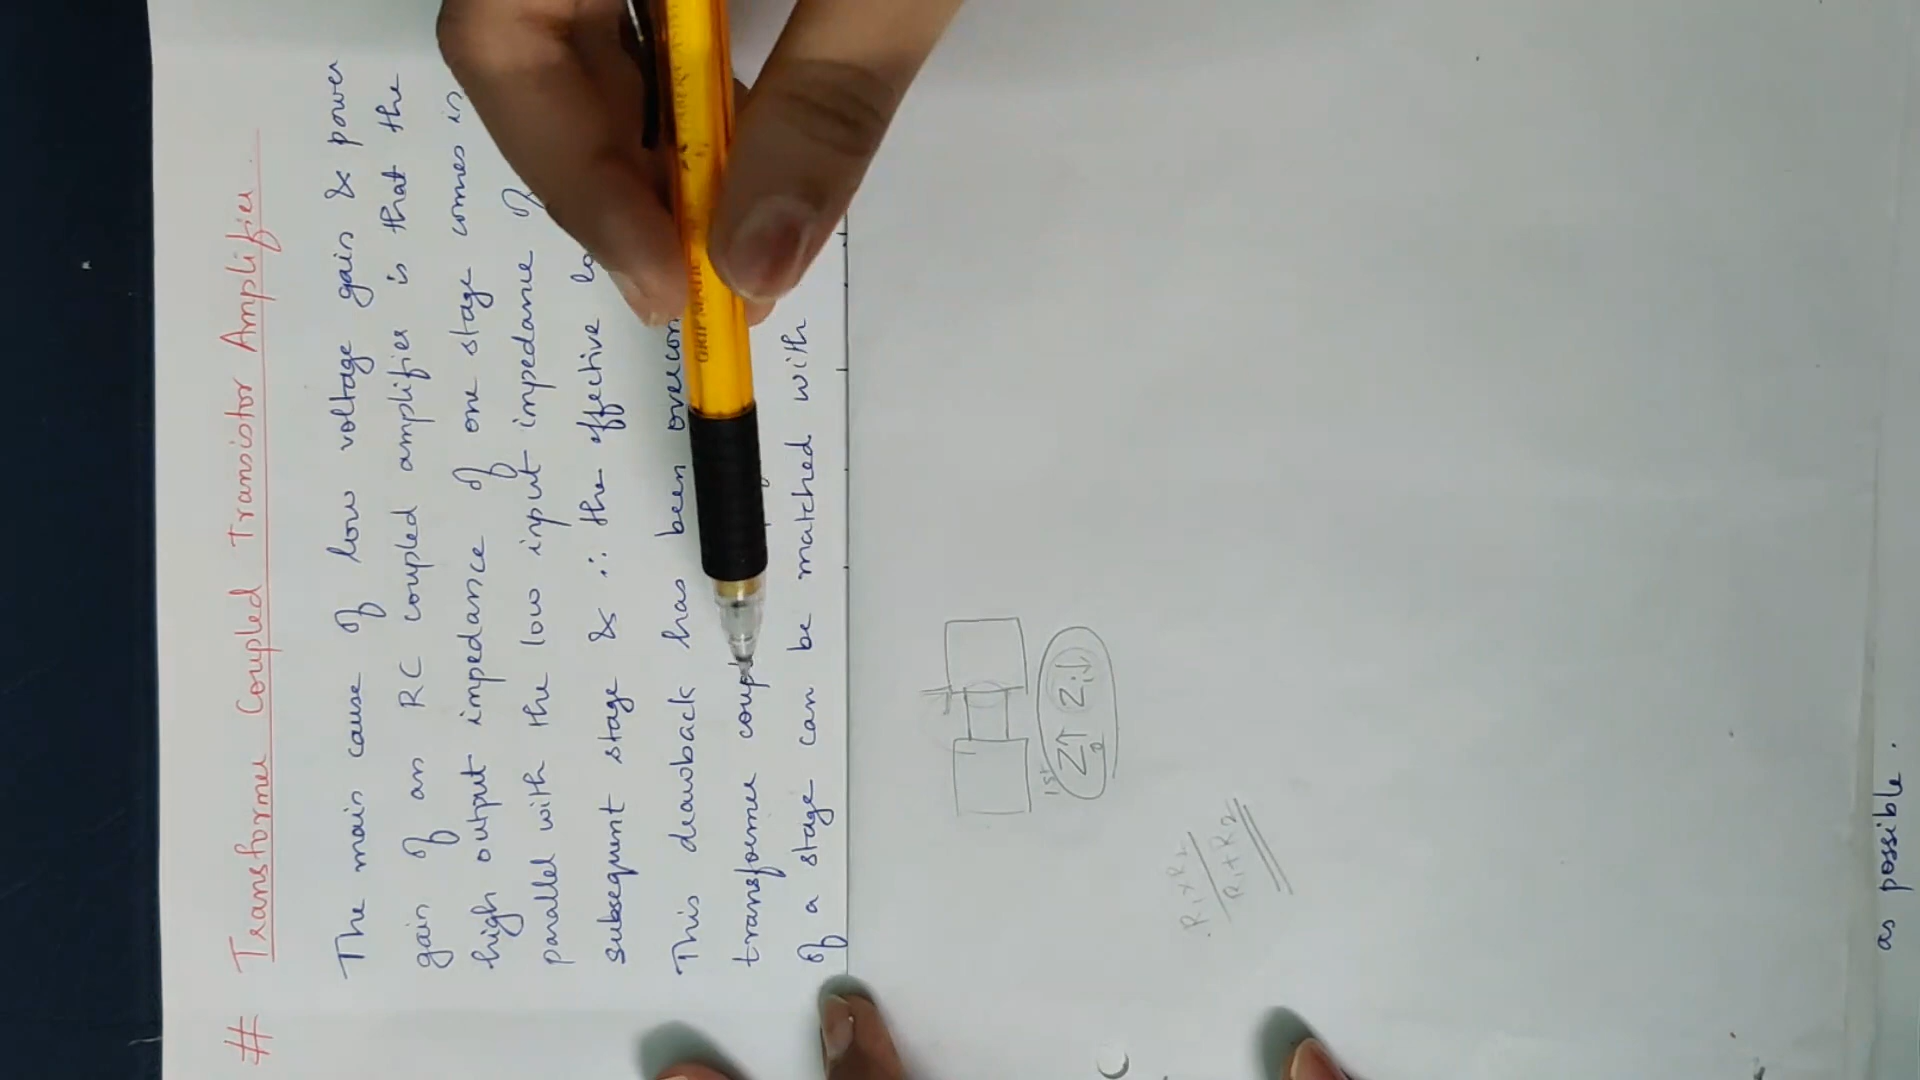 # Transformer Coupled Transistor Amplifier
The main cause of low voltage gain & power
gain of an RC coupled amplifier is that the
high output impedance of one stage comes in
parallel with the low input impedance of
subsequent stage & ∴ the effective
This drawback has been
transformer
of a stage can be matched with
1st
Zo↑ Zi↓
R1×R2
R1+R2
as possible.